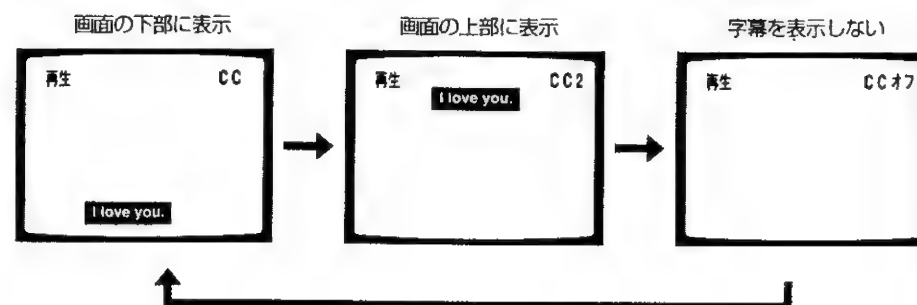 画面の下部に表示
画面の上部に表示
字幕を表示しない
再生 CC
再生 CC2
再生 CCオフ
I love you.
I love you.